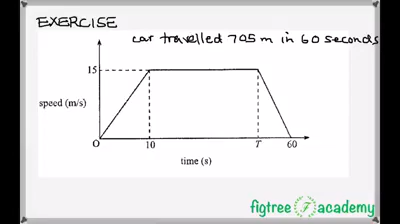 EXERCISE
car travelled 705 m in 60 seconds
15
speed (m/s)
O
10
T
60
time (s)
figtree academy